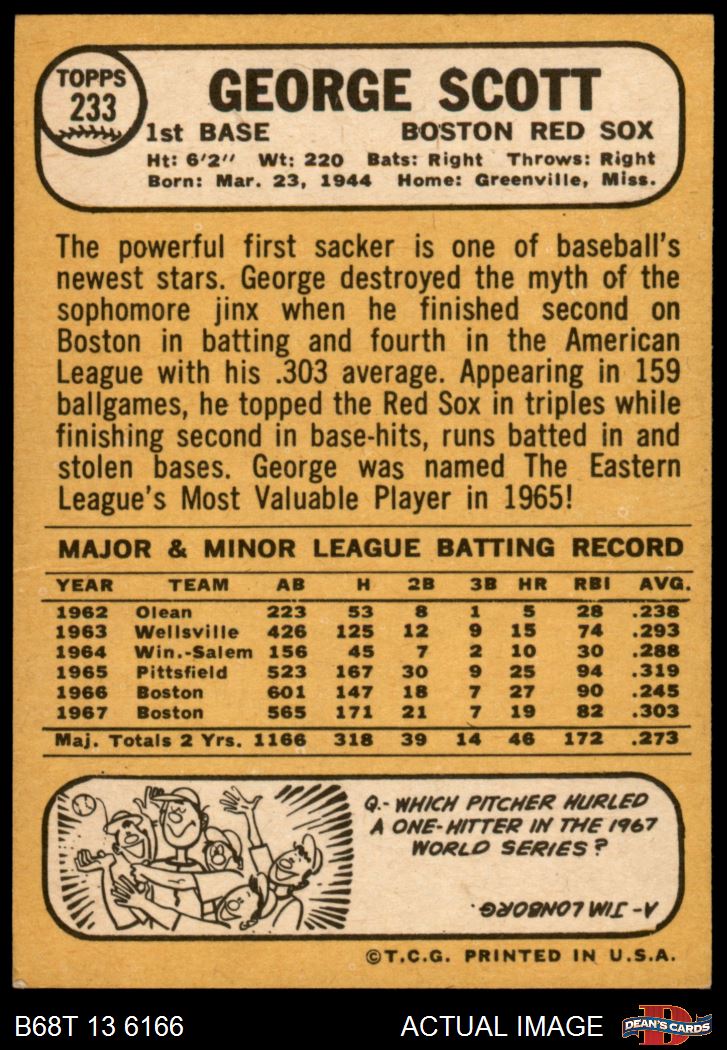 TOPPS
233
GEORGE SCOTT
1st BASE BOSTON RED SOX
Ht: 6'2" Wt: 220 Bats: Right Throws: Right
Born: Mar. 23, 1944 Home: Greenville, Miss.
The powerful first sacker is one of baseball's
newest stars. George destroyed the myth of the
sophomore jinx when he finished second on
Boston in batting and fourth in the American
League with his .303 average. Appearing in 159
ballgames, he topped the Red Sox in triples while
finishing second in base-hits, runs batted in and
stolen bases. George was named The Eastern
League's Most Valuable Player in 1965!
MAJOR & MINOR LEAGUE BATTING RECORD
YEAR TEAM AB H 2B 3B HR RBI AVG.
1962 Olean 223 53 8 1 5 28 .238
1963 Wellsville 426 125 12 9 15 74 .293
1964 Win.-Salem 156 45 7 2 10 30 .288
1965 Pittsfield 523 167 30 9 25 94 .319
1966 Boston 601 147 18 7 27 90 .245
1967 Boston 565 171 21 7 19 82 .303
Maj. Totals 2 Yrs. 1166 318 39 14 46 172 .273
Q.- WHICH PITCHER HURLED
A ONE-HITTER IN THE 1967
WORLD SERIES?
A- JIM LONBORG.
©T.C.G. PRINTED IN U.S.A.
B68T 13 6166 ACTUAL IMAGE
D
DEAN'S CARDS